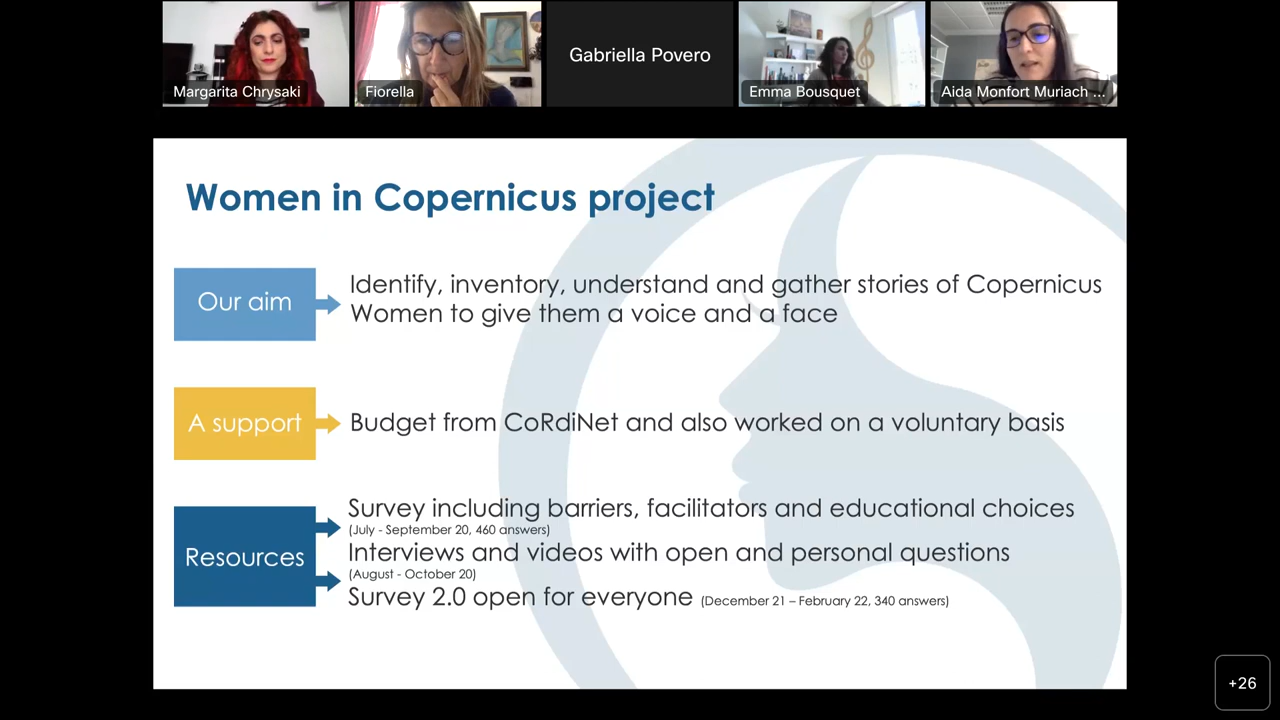 Margarita Chrysaki
Fiorella
Gabriella Povero
Emma Bousquet
Aida Monfort Muriach ...
Women in Copernicus project
Our aim
Identify, inventory, understand and gather stories of Copernicus
Women to give them a voice and a face
A support
Budget from CoRdiNet and also worked on a voluntary basis
Resources
Survey including barriers, facilitators and educational choices
(July - September 20, 460 answers)
Interviews and videos with open and personal questions
(August - October 20)
Survey 2.0 open for everyone (December 21 – February 22, 340 answers)
+26